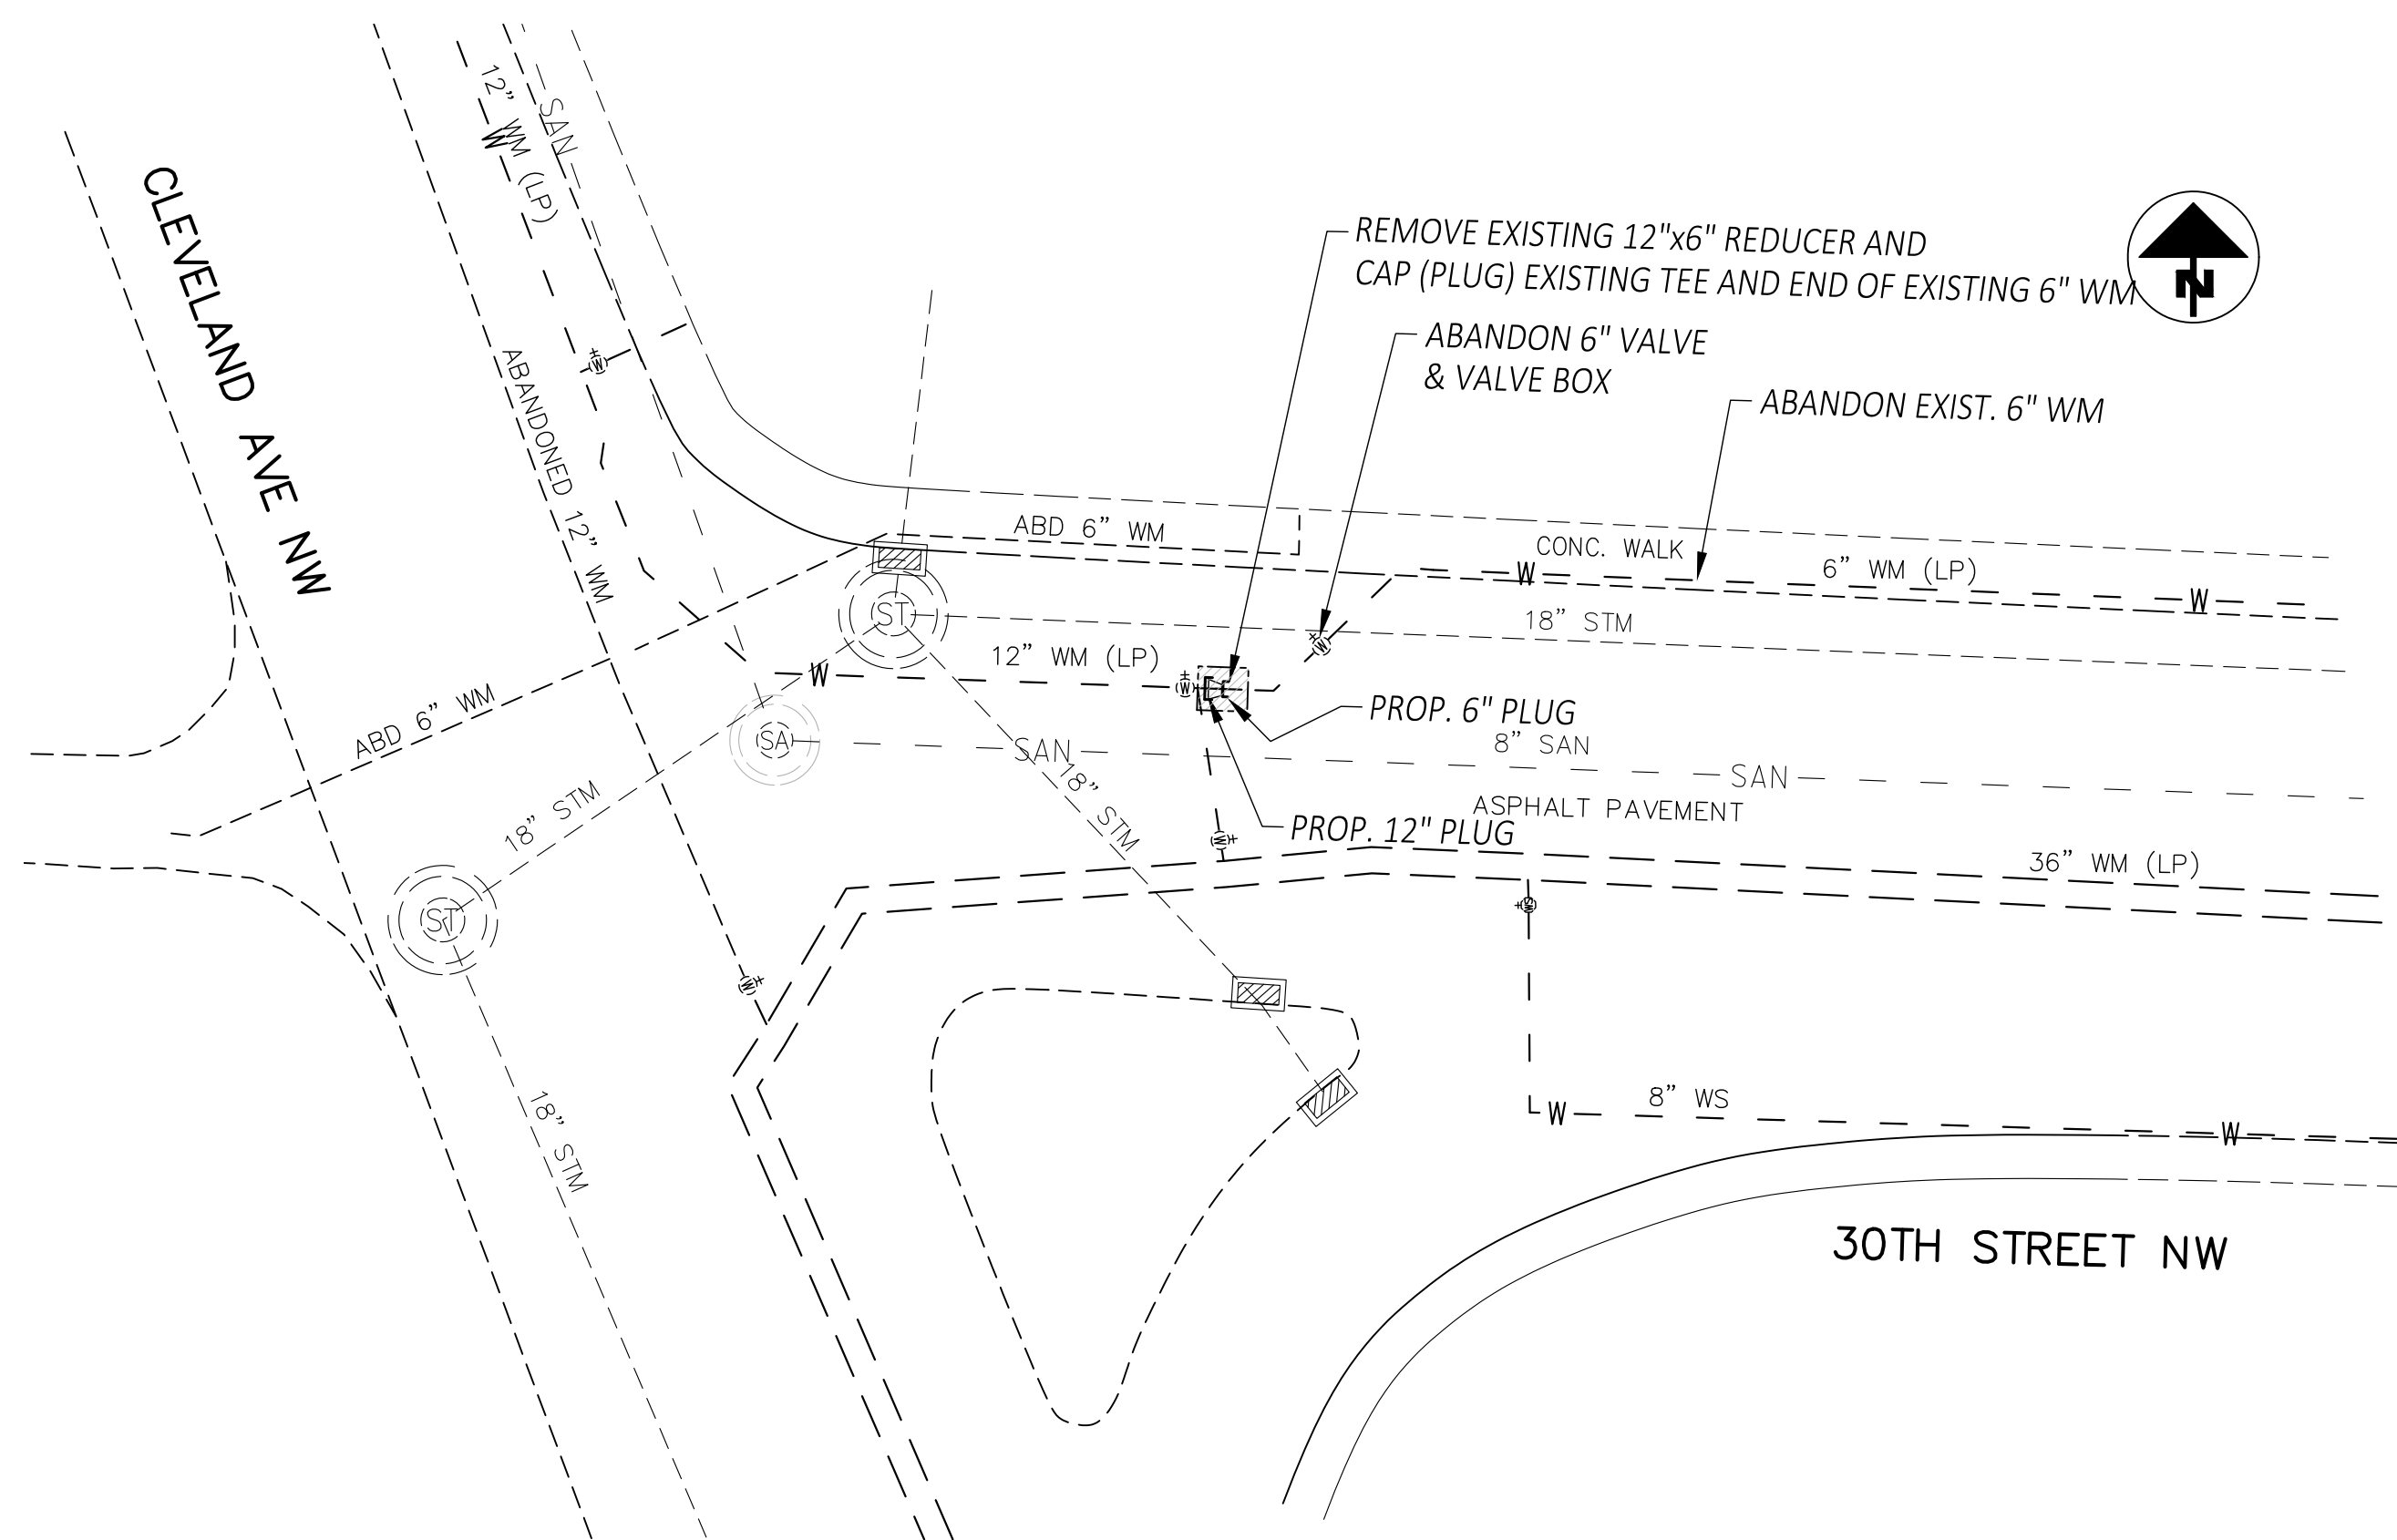 12” WM (LP)
W
SAN
CLEVELAND AVE NW
REMOVE EXISTING 12"x6" REDUCER AND
CAP (PLUG) EXISTING TEE AND END OF EXISTING 6" WM
N
ABANDON 6" VALVE
& VALVE BOX
ABANDON EXIST. 6" WM
W
ABANDONED 12” WM
ABD 6” WM
CONC. WALK
W
6” WM (LP)
W
ST
18” STM
12” WM (LP)
W
W
W
ABD 6” WM
PROP. 6" PLUG
SA
SAN
8” SAN
SAN
18” STM
18” STM
ASPHALT PAVEMENT
PROP. 12" PLUG
W
36” WM (LP)
ST
W
W
18” STM
W
8” WS
W
30TH STREET NW